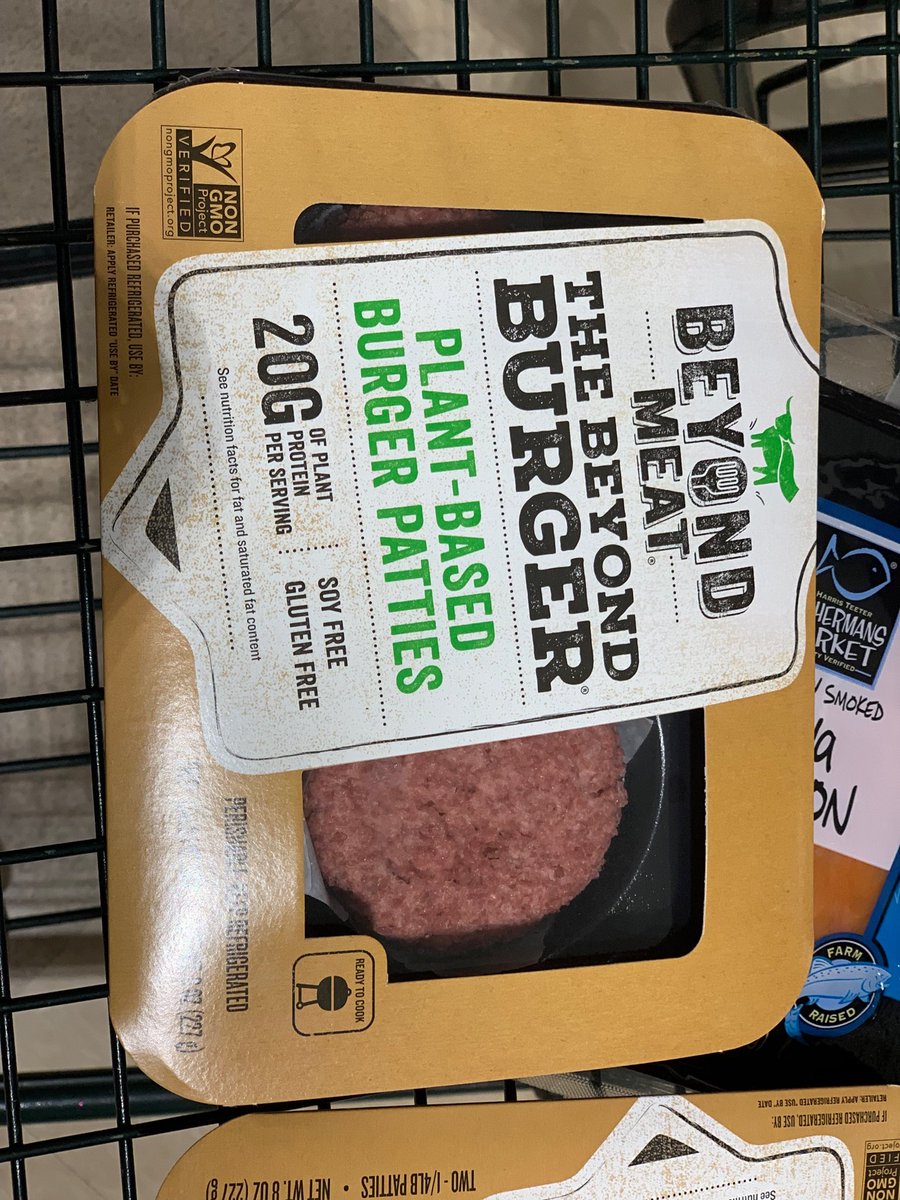 BEYOND
MEAT®
THE BEYOND
BURGER®
PLANT-BASED
BURGER PATTIES
20G
OF PLANT
PROTEIN
PER SERVING
SOY FREE
GLUTEN FREE
See nutrition facts for fat and saturated fat content
NON
GMO
Project
VERIFIED
nongmoproject.org
IF PURCHASED REFRIGERATED, USE BY:
RETAILER: APPLY REFRIGERATED "USE BY" DATE
READY TO COOK
REFRIGERATED
(227 g)
HARRIS TEETER
SMOKED
FARM
RAISED
IF PURCHASED REFRIGERATED, USE BY:
RETAILER: APPLY REFRIGERATED "USE BY" DATE
TWO - 1/4LB PATTIES • NET WT. 8 OZ (227 g)
NON
GMO
See nu